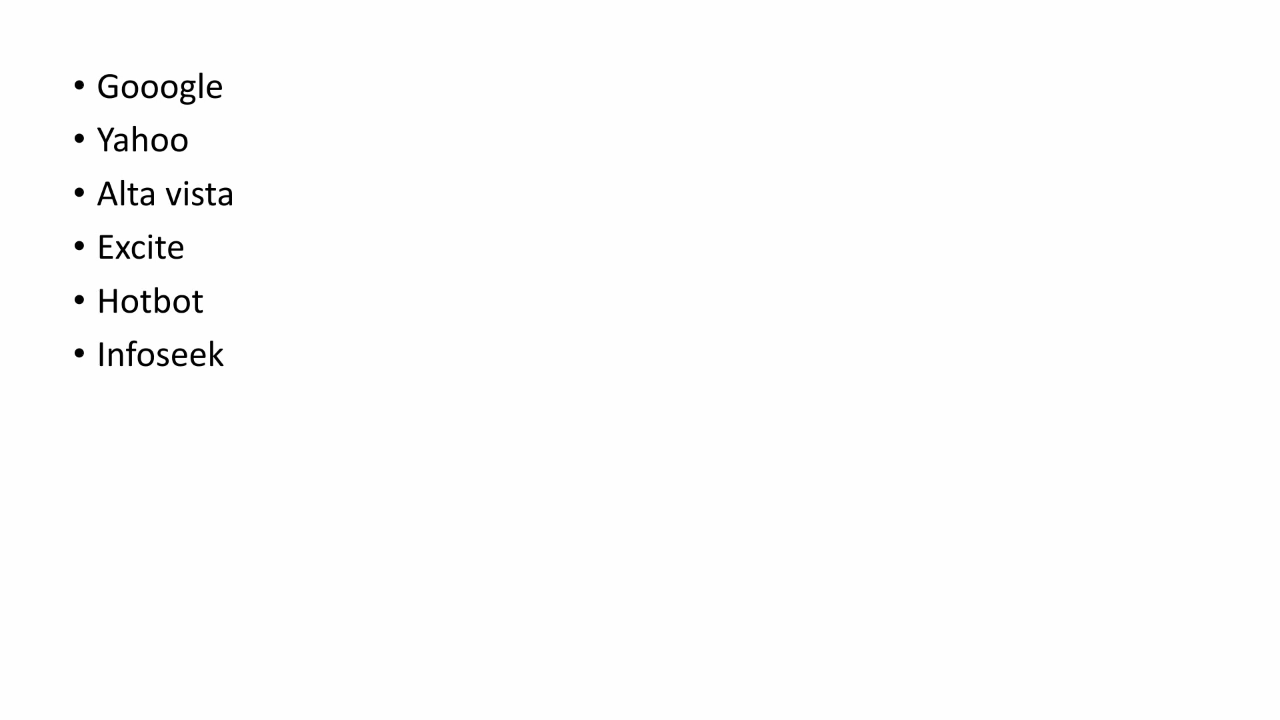 • Gooogle
• Yahoo
• Alta vista
• Excite
• Hotbot
• Infoseek